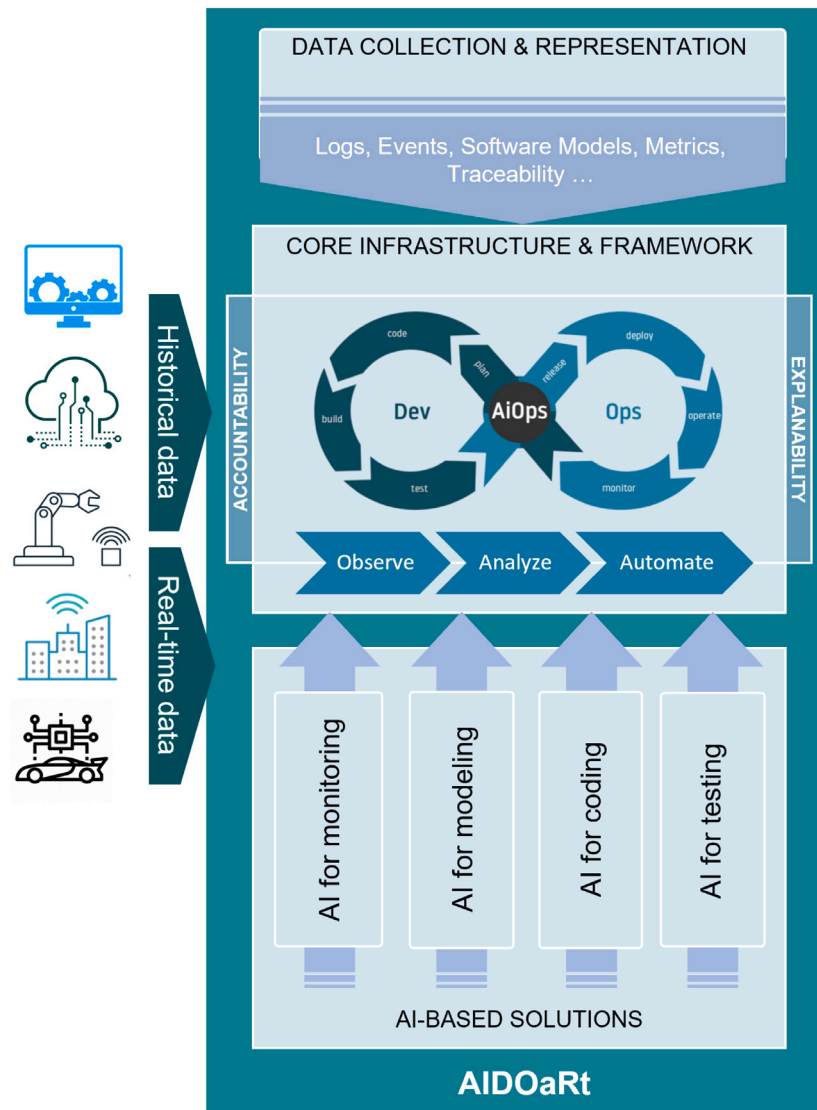 DATA COLLECTION & REPRESENTATION
Logs, Events, Software Models, Metrics,
Traceability ...
CORE INFRASTRUCTURE & FRAMEWORK
Historical data
Real-time data
ACCOUNTABILITY
EXPLANABILITY
code
plan
build
test
Dev
AiOps
Ops
release
deploy
operate
monitor
Observe
Analyze
Automate
AI for monitoring
AI for modeling
AI for coding
AI for testing
AI-BASED SOLUTIONS
AIDOaRt